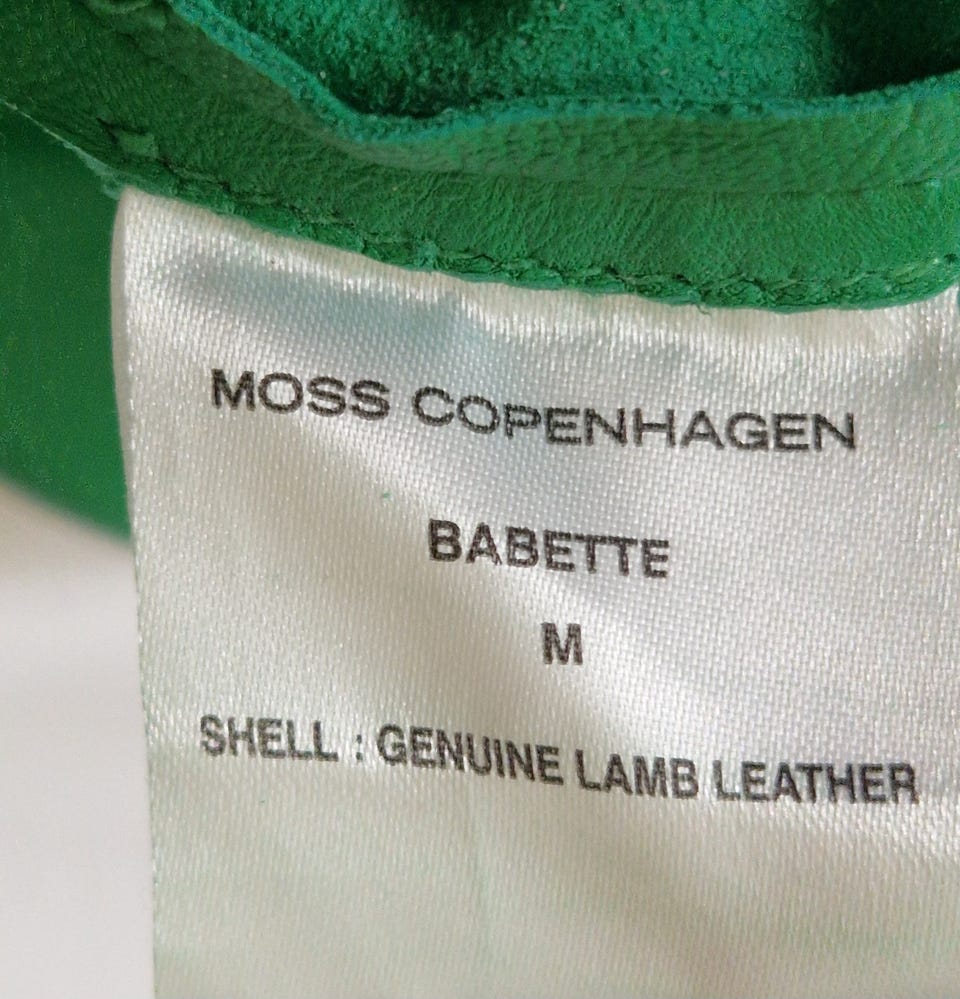 MOSS COPENHAGEN
BABETTE
M
SHELL : GENUINE LAMB LEATHER